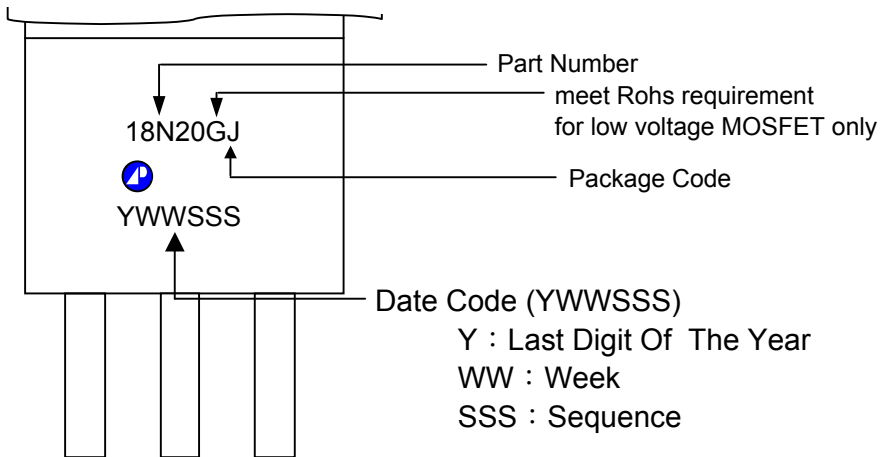 Part Number
meet Rohs requirement
for low voltage MOSFET only
18N20GJ
Package Code
YWWSSS
Date Code (YWWSSS)
Y：Last Digit Of The Year
WW：Week
SSS：Sequence